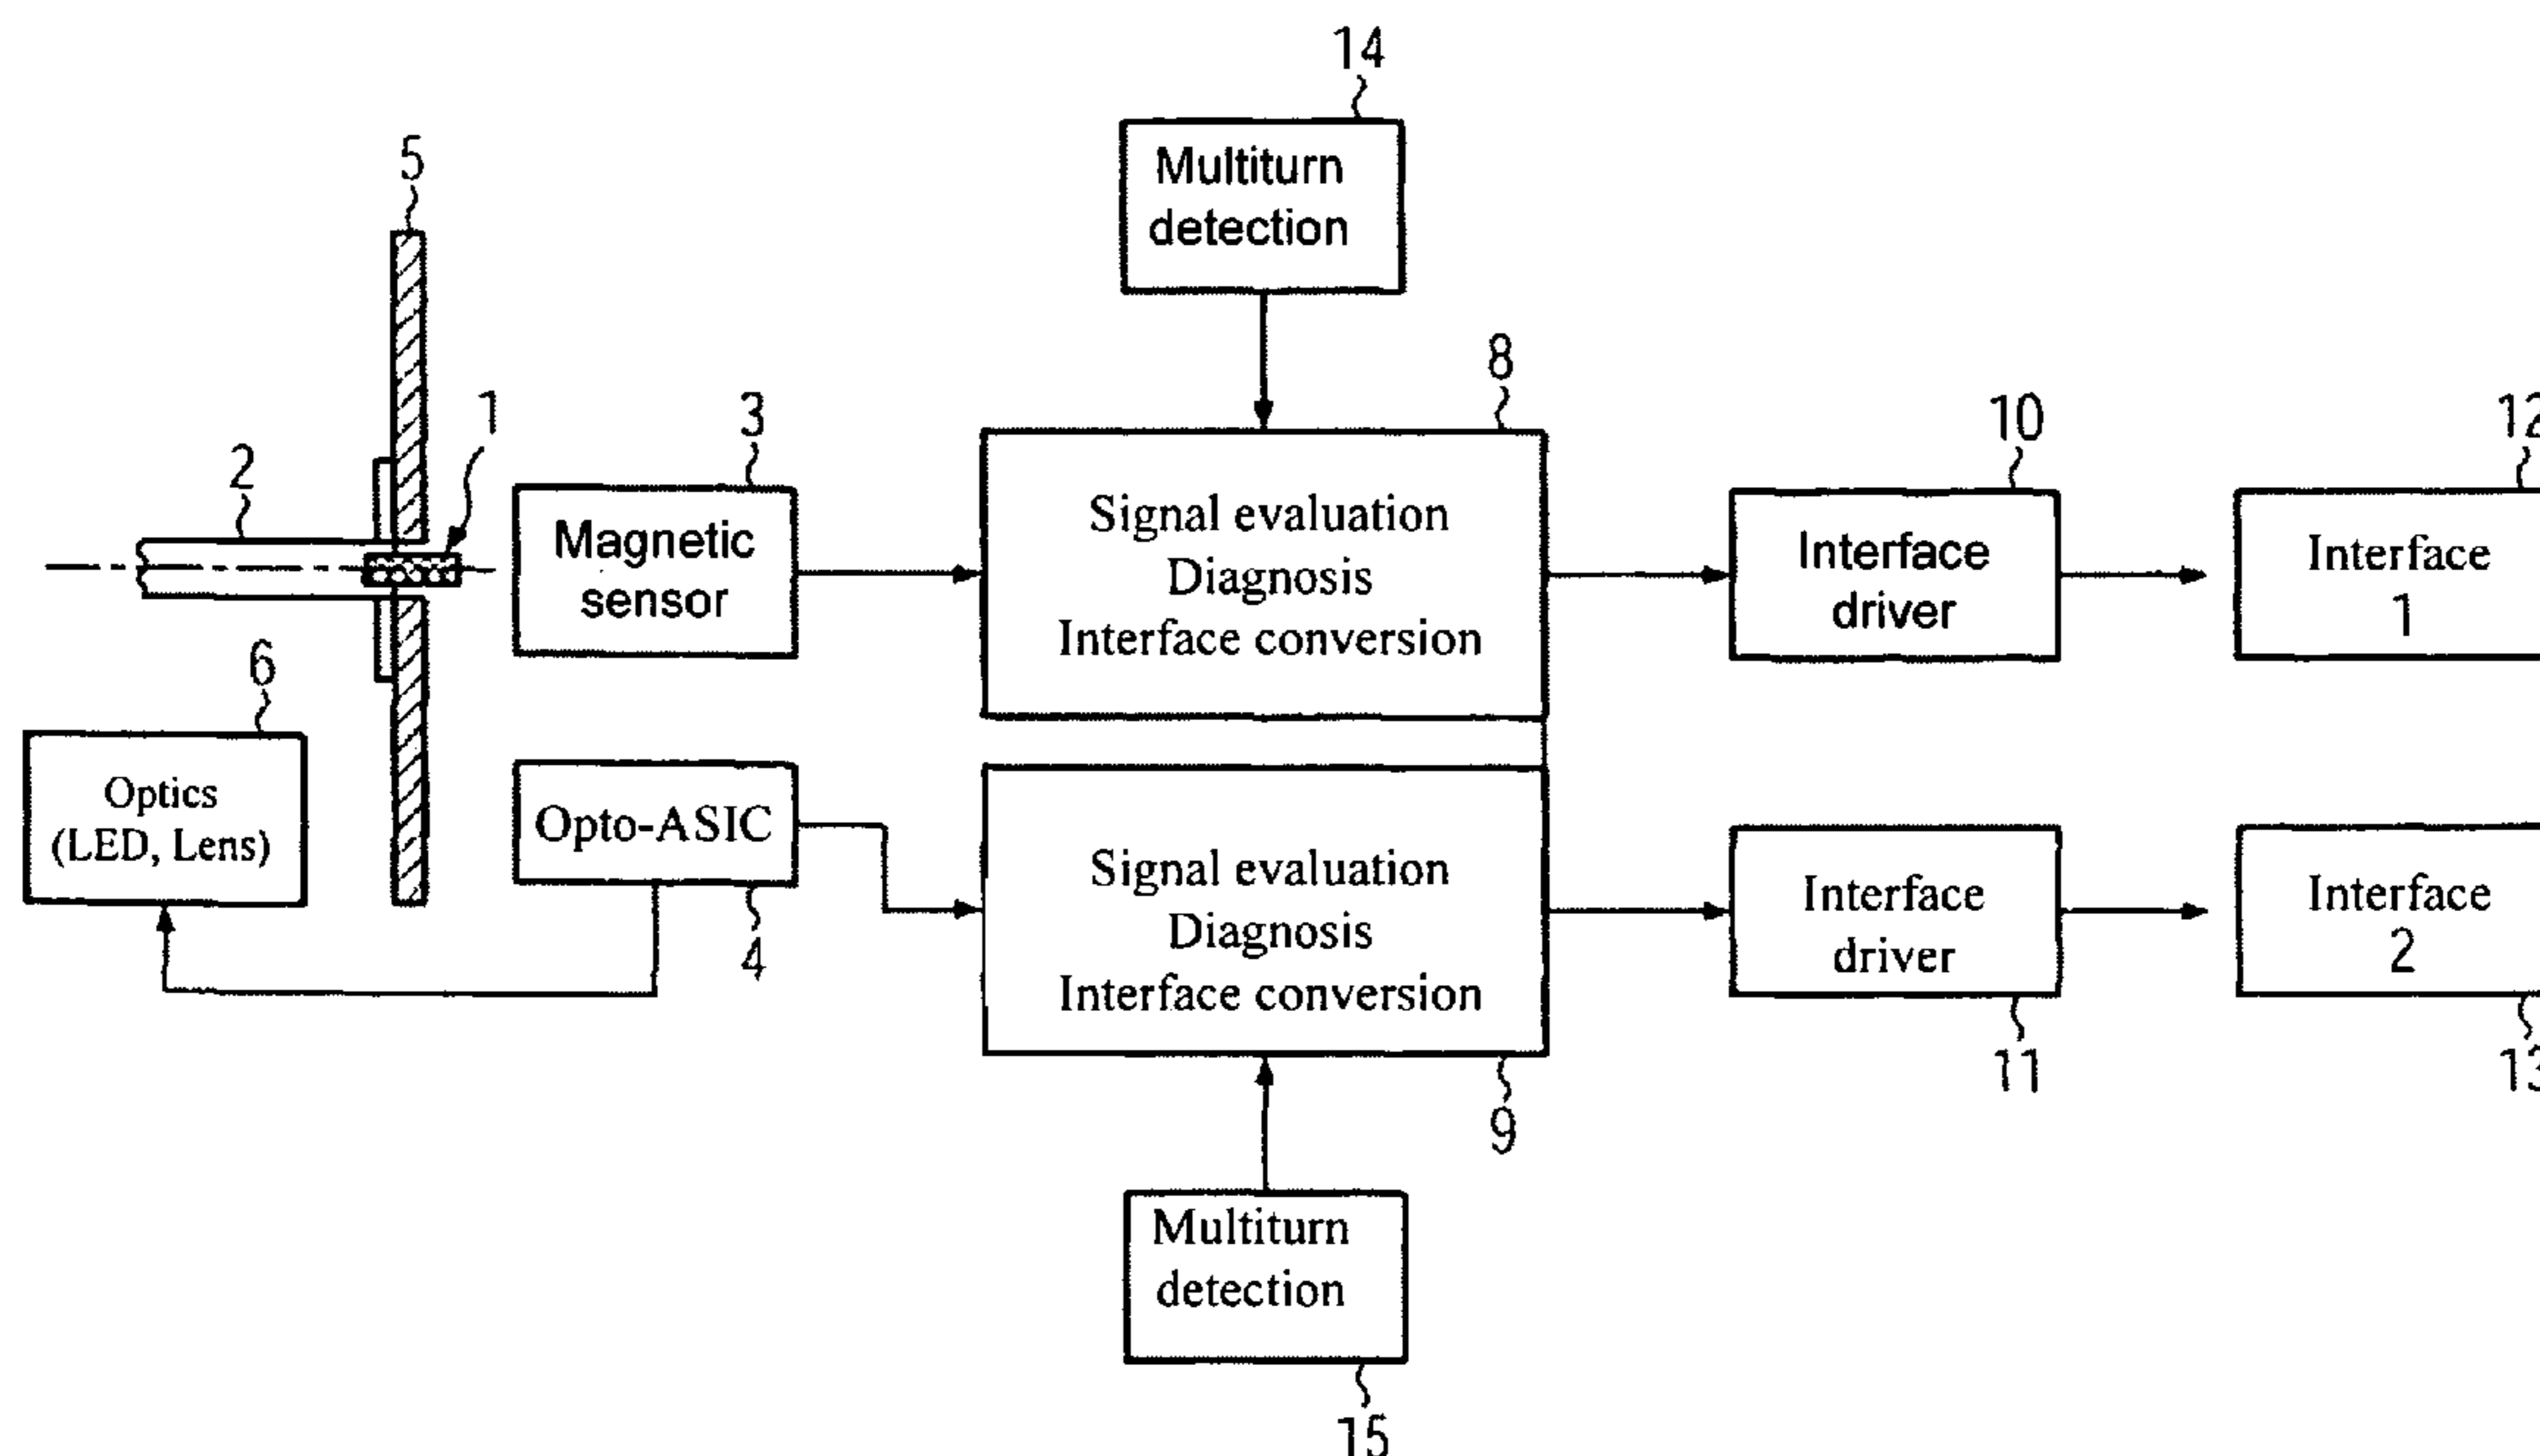 14
Multiturn
detection
5
1
2
3
Magnetic
sensor
8
Signal evaluation
Diagnosis
Interface conversion
10
Interface
driver
12
Interface
1
6
Optics
(LED, Lens)
Opto-ASIC
4
Signal evaluation
Diagnosis
Interface conversion
9
Interface
driver
11
Interface
2
13
Multiturn
detection
15